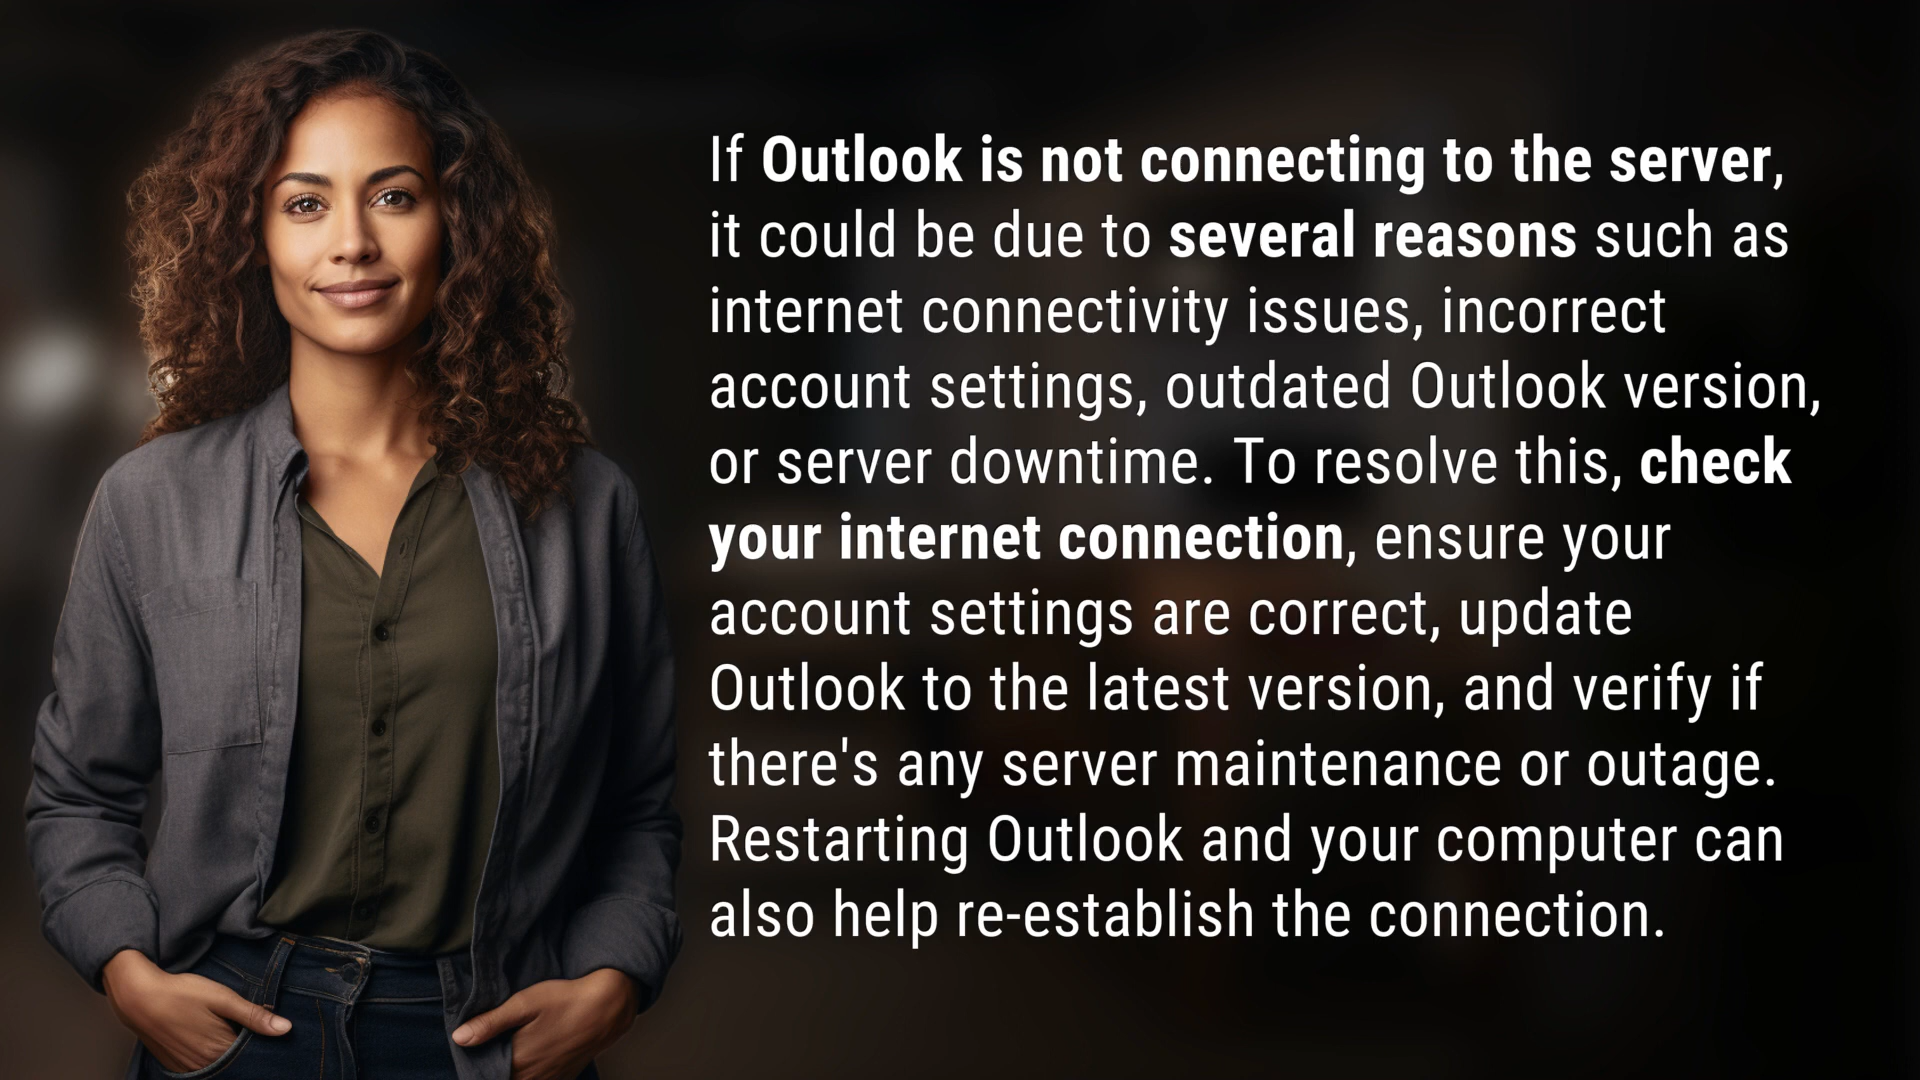 If Outlook is not connecting to the server,
it could be due to several reasons such as
internet connectivity issues, incorrect
account settings, outdated Outlook version,
or server downtime. To resolve this, check
your internet connection, ensure your
account settings are correct, update
Outlook to the latest version, and verify if
there's any server maintenance or outage.
Restarting Outlook and your computer can
also help re-establish the connection.